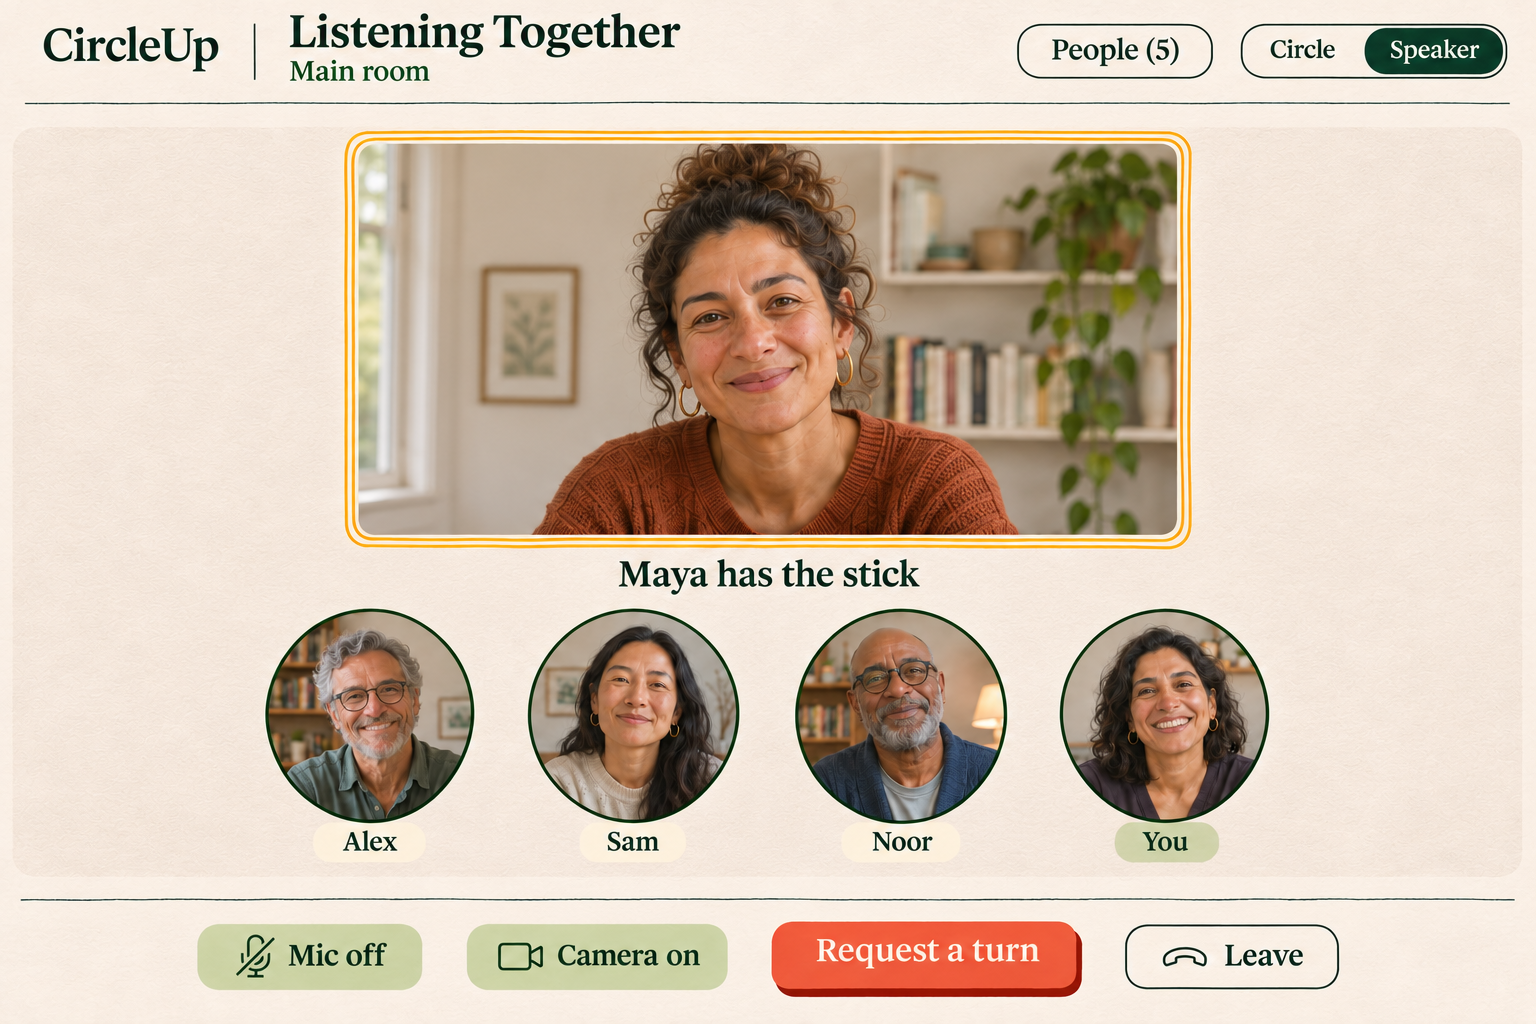 CircleUp
Listening Together
Main room
People (5)
Circle
Speaker
Maya has the stick
Alex
Sam
Noor
You
Mic off
Camera on
Request a turn
Leave